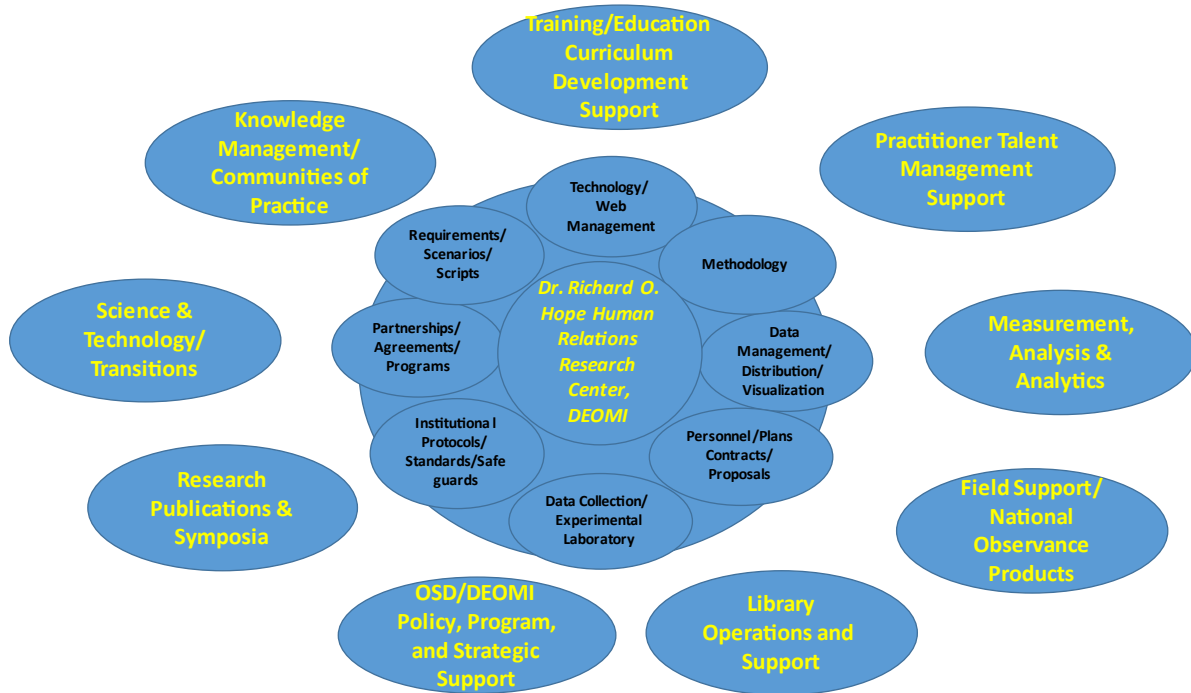 Training/Education
Curriculum
Development
Support
Knowledge
Management/
Communities of
Practice
Practitioner Talent
Management
Support
Technology/
Web
Management
Requirements/
Scenarios/
Scripts
Methodology
Dr. Richard O.
Hope Human
Relations
Research
Center,
DEOMI
Science &
Technology/
Transitions
Partnerships/
Agreements/
Programs
Data
Management/
Distribution/
Visualization
Measurement,
Analysis &
Analytics
Institutional
Protocols/
Standards/Safe
guards
Personnel/Plans
Contracts/
Proposals
Data Collection/
Experimental
Laboratory
Research
Publications &
Symposia
Field Support/
National
Observance
Products
OSD/DEOMI
Policy, Program,
and Strategic
Support
Library
Operations and
Support